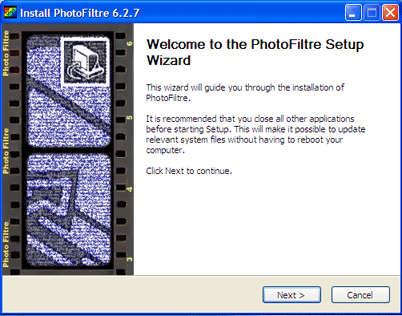 Install PhotoFiltre 6.2.7
Photo Filtre
6
Welcome to the PhotoFiltre Setup
Wizard
This wizard will guide you through the installation of
PhotoFiltre.
It is recommended that you close all other applications
before starting Setup. This will make it possible to update
relevant system files without having to reboot your
computer.
Click Next to continue.
Photo Filtre
5
4
Photo Filtre
3
Next >
Cancel